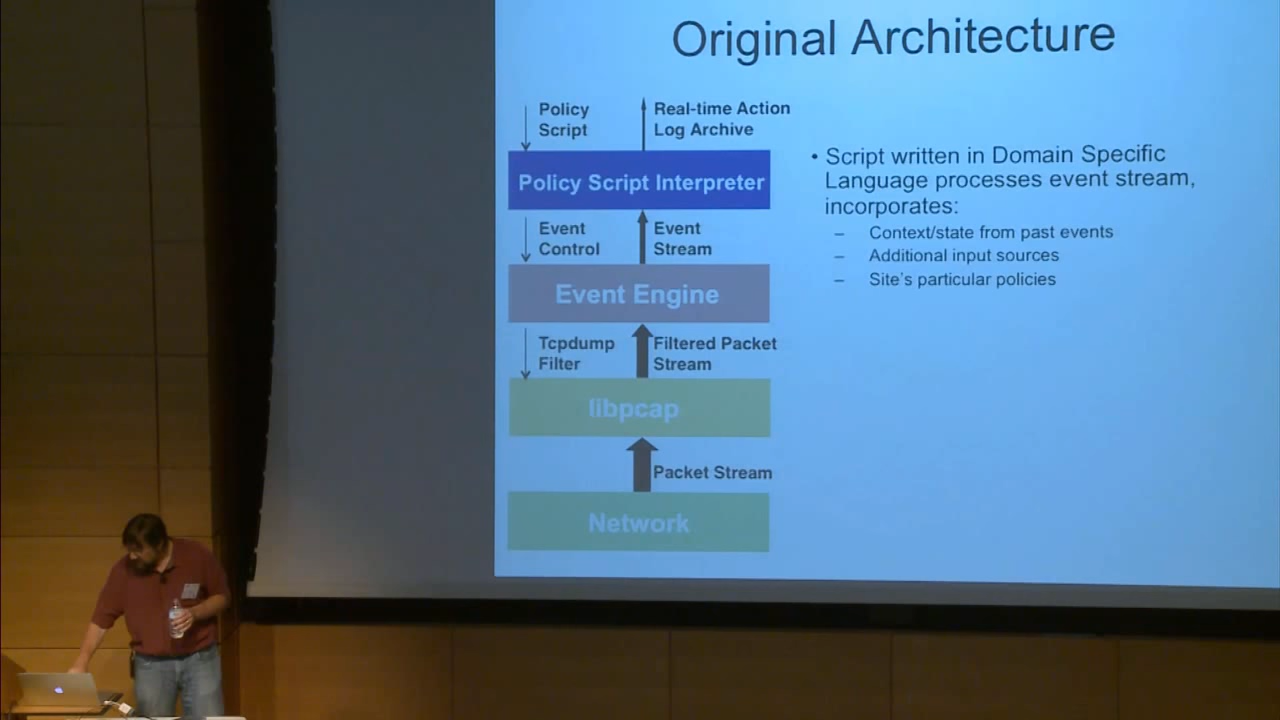 Original Architecture
Policy
Script
Real-time Action
Log Archive
Policy Script Interpreter
Event
Control
Event
Stream
Event Engine
Tcpdump
Filter
Filtered Packet
Stream
libpcap
Packet Stream
Network
• Script written in Domain Specific
Language processes event stream,
incorporates:
– Context/state from past events
– Additional input sources
– Site's particular policies